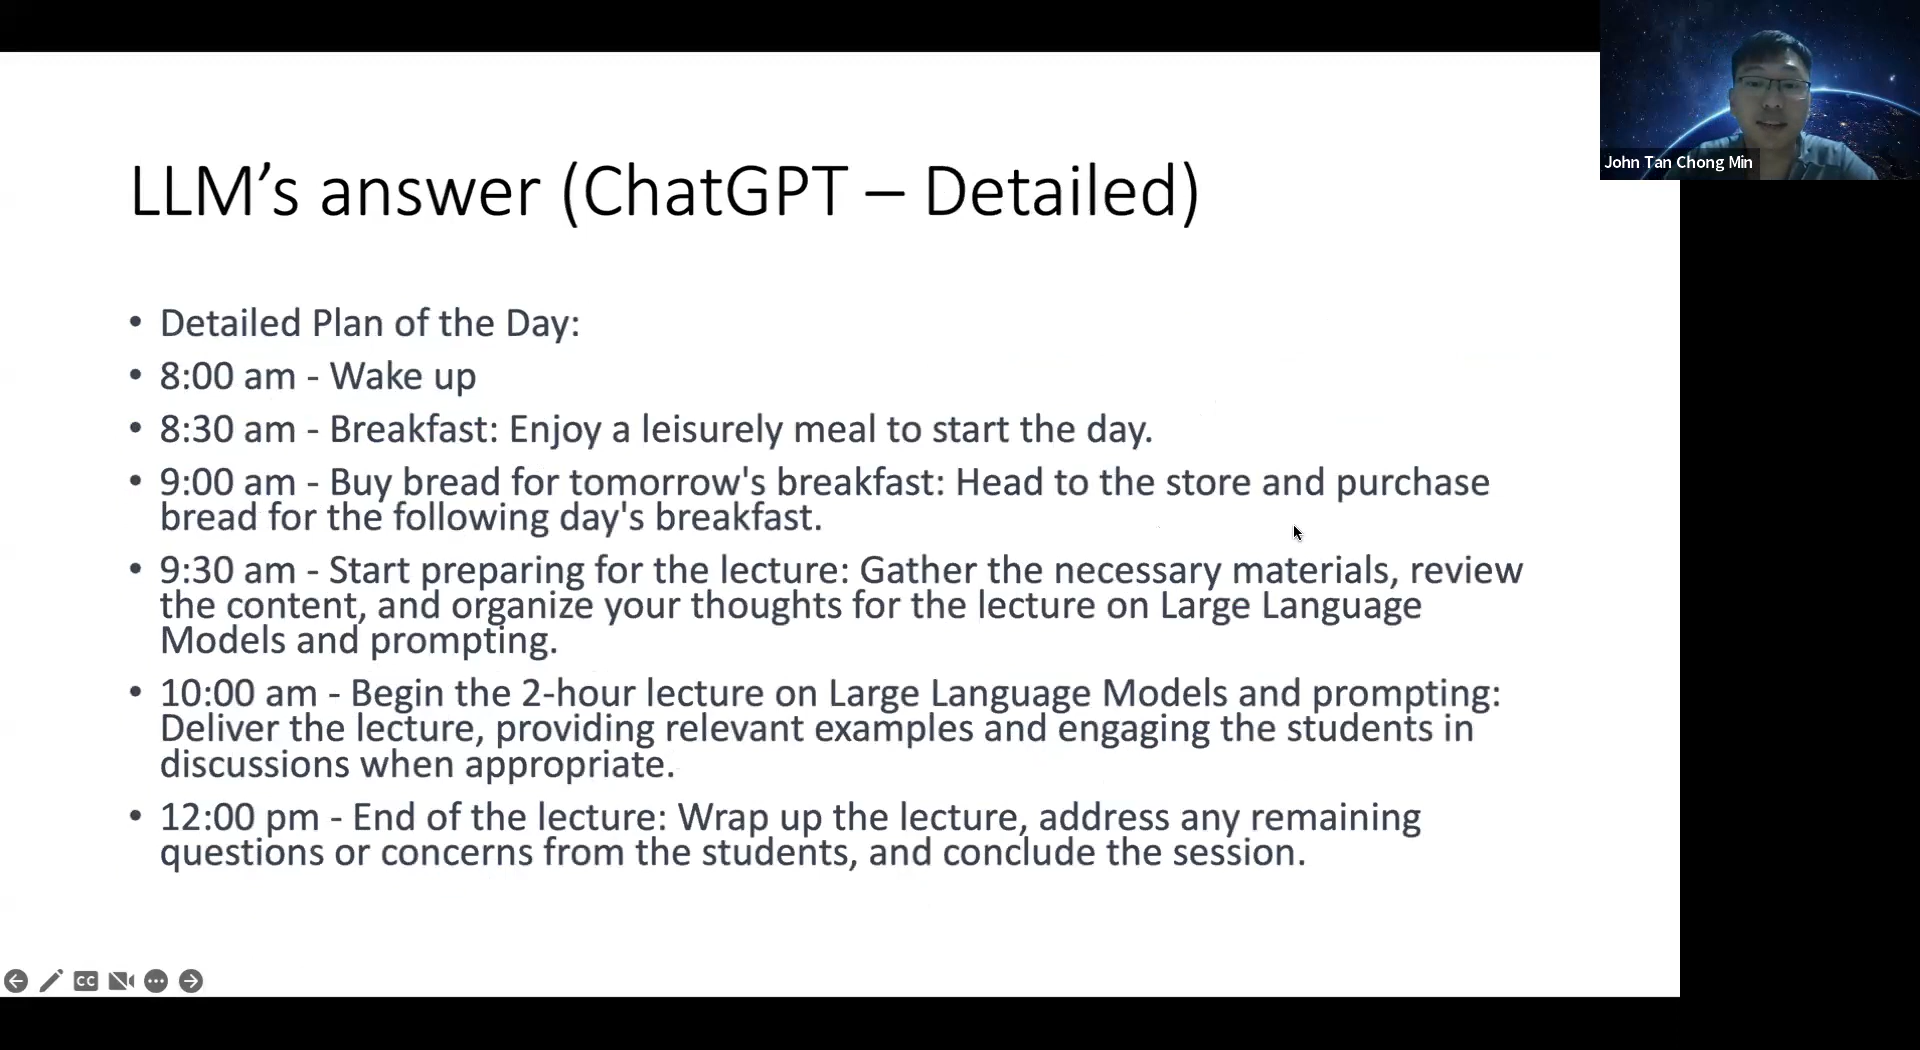 John Tan Chong Min
LLM’s answer (ChatGPT – Detailed)
• Detailed Plan of the Day:
• 8:00 am - Wake up
• 8:30 am - Breakfast: Enjoy a leisurely meal to start the day.
• 9:00 am - Buy bread for tomorrow's breakfast: Head to the store and purchase
bread for the following day's breakfast.
• 9:30 am - Start preparing for the lecture: Gather the necessary materials, review
the content, and organize your thoughts for the lecture on Large Language
Models and prompting.
• 10:00 am - Begin the 2-hour lecture on Large Language Models and prompting:
Deliver the lecture, providing relevant examples and engaging the students in
discussions when appropriate.
• 12:00 pm - End of the lecture: Wrap up the lecture, address any remaining
questions or concerns from the students, and conclude the session.
CC